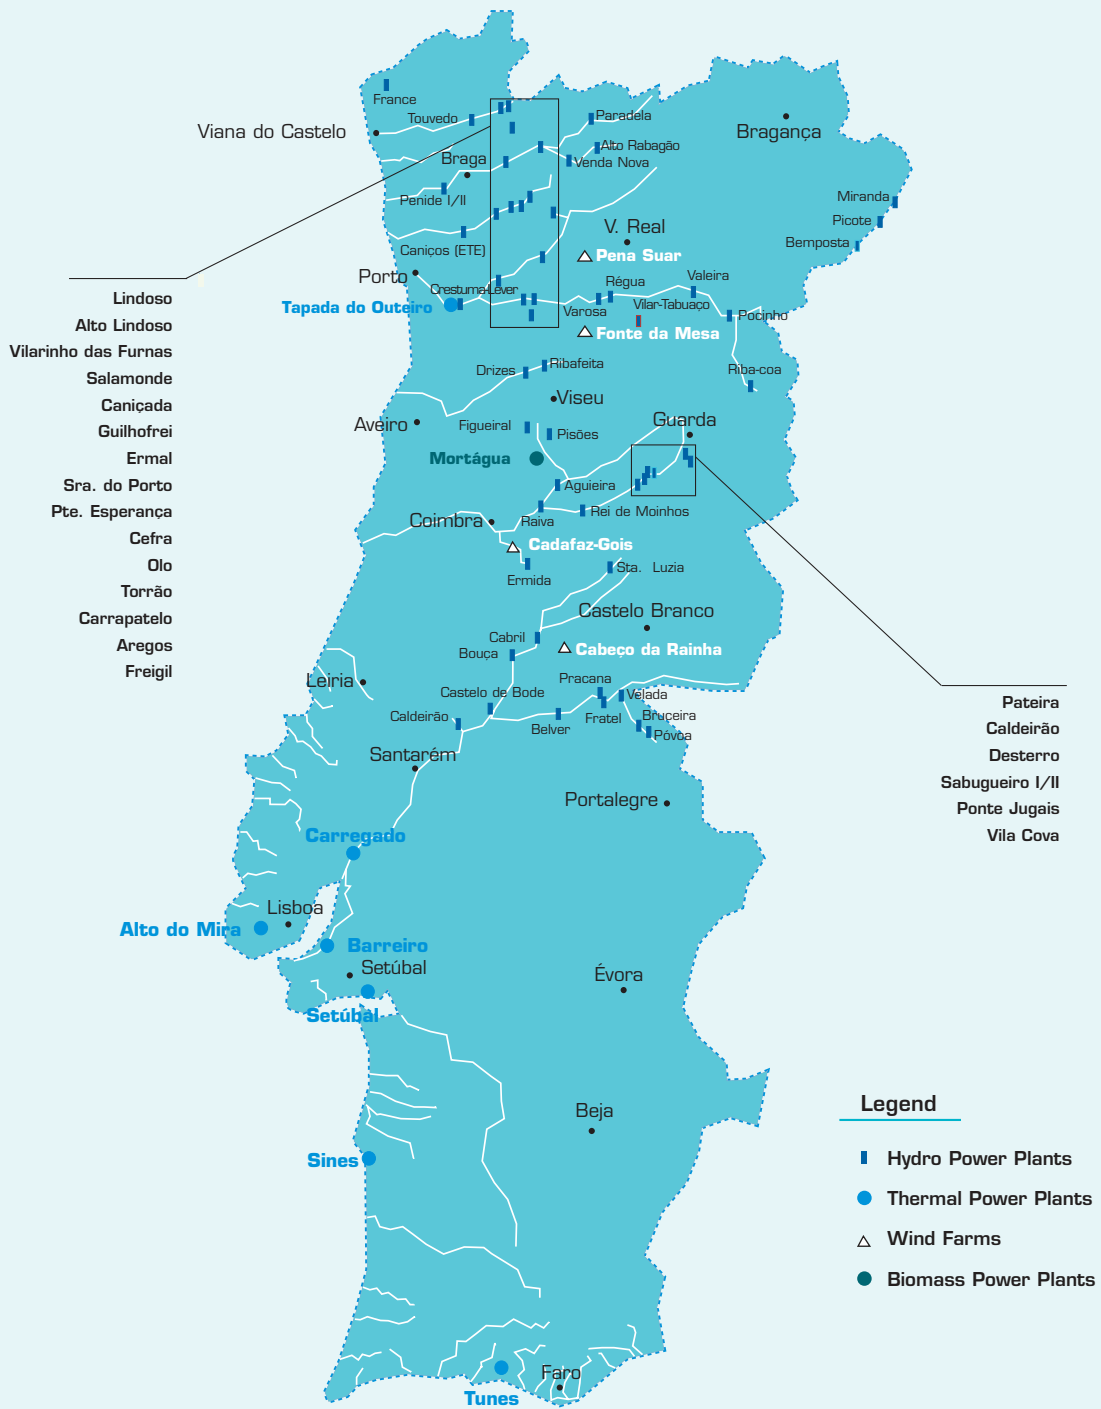 France
Touvedo
Viana do Castelo
Paradela
Bragança
Alto Rabagão
Braga
Venda Nova
Penide I/II
Miranda
Picote
V. Real
Bemposta
Caniços (ETE)
Pena Suar
Porto
Valeira
Régua
Crestuma-Lever
Tapada do Outeiro
Varosa
Vilar-Tabuaço
Pocinho
Fonte da Mesa
Lindoso
Alto Lindoso
Vilarinho das Furnas
Salamonde
Caniçada
Guilhofrei
Ermal
Sra. do Porto
Pte. Esperança
Cefra
Olo
Torrão
Carrapatelo
Aregos
Freigil
Drizes
Ribafeita
Riba-coa
Viseu
Aveiro
Figueiral
Pisões
Guarda
Mortágua
Aguieira
Coimbra
Raiva
Rei de Moinhos
Cadafaz-Gois
Ermida
Sta. Luzia
Castelo Branco
Cabril
Bouça
Cabeço da Rainha
Leiria
Pracana
Castelo de Bode
Velada
Caldeirão
Belver
Fratel
Bruçeira
Póvoa
Pateira
Caldeirão
Desterro
Sabugueiro I/II
Ponte Jugais
Vila Cova
Santarém
Portalegre
Carregado
Lisboa
Alto do Mira
Barreiro
Setúbal
Évora
Setúbal
Beja
Sines
Legend
Hydro Power Plants
Thermal Power Plants
Wind Farms
Biomass Power Plants
Faro
Tunes